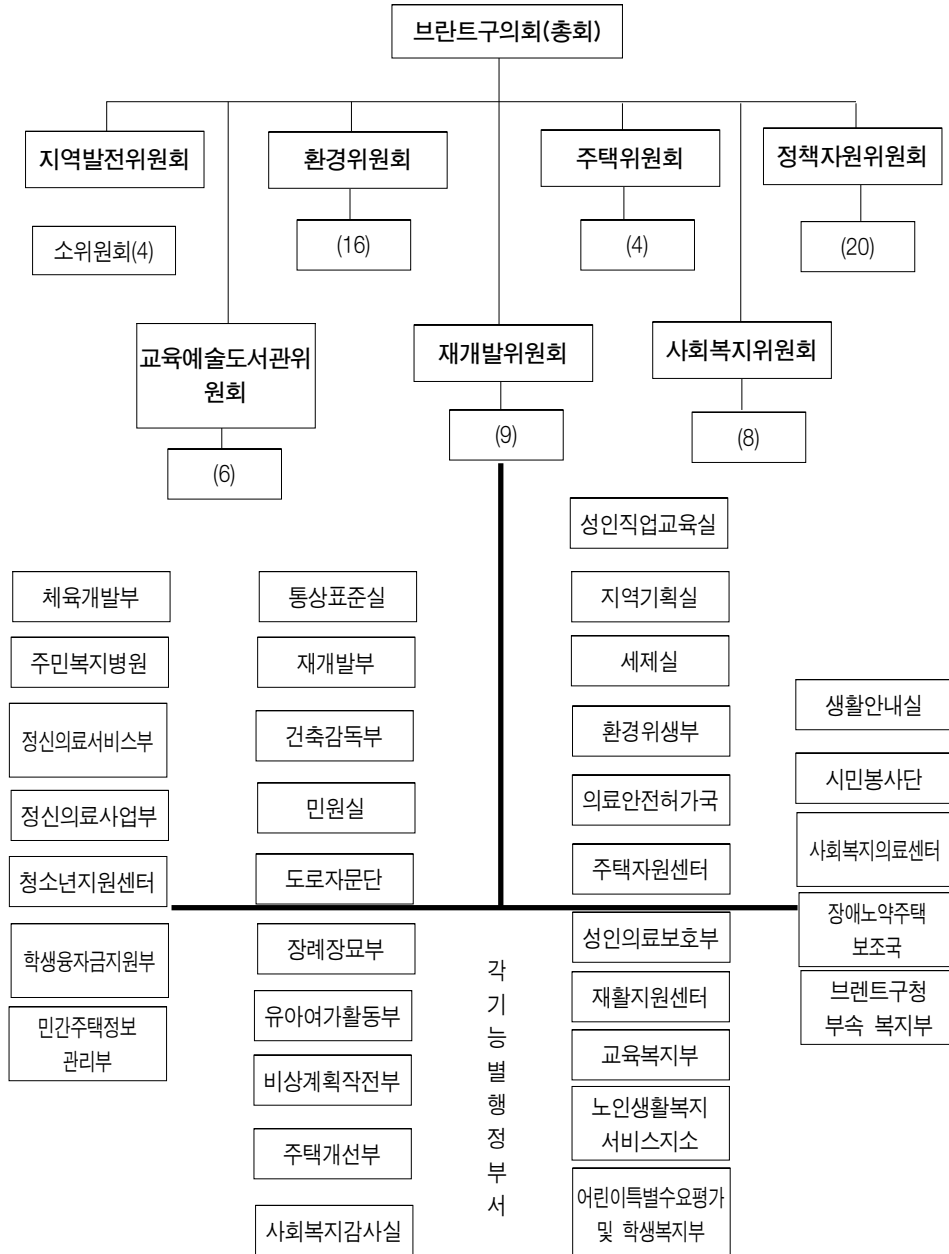 브란트구의회(총회)
지역발전위원회
환경위원회
주택위원회
정책자원위원회
소위원회(4)
(16)
(4)
(20)
교육예술도서관위
원회
재개발위원회
사회복지위원회
(6)
(9)
(8)
체육개발부
주민복지병원
정신의료서비스부
정신의료사업부
청소년지원센터
학생융자금지원부
민간주택정보
관리부
통상표준실
재개발부
건축감독부
민원실
도로자문단
장례장묘부
유아여가활동부
비상계획작전부
주택개선부
사회복지감사실
각
기
능
별
행
정
부
서
성인직업교육실
지역기획실
세제실
환경위생부
의료안전허가국
주택자원센터
성인의료보호부
재활지원센터
교육복지부
노인생활복지
서비스지소
어린이특별수요평가
및 학생복지부
생활안내실
시민봉사단
사회복지의료센터
장애노약주택
보조국
브렌트구청
부속 복지부